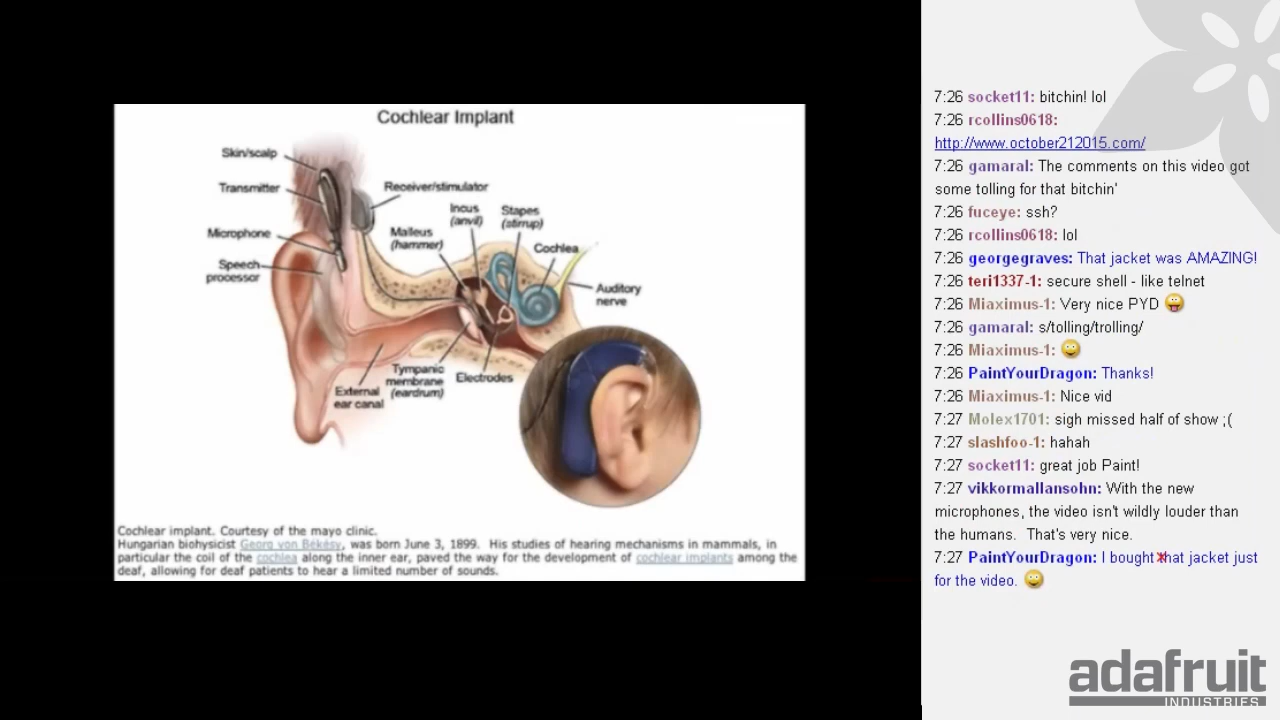 Cochlear Implant
Skin/scalp
Transmitter
Receiver/stimulator
Microphone
Speech
processor
Malleus
(hammer)
Incus
(anvil)
Stapes
(stirrup)
Cochlea
Auditory
nerve
External
ear canal
Tympanic
membrane
(eardrum)
Electrodes
Cochlear implant. Courtesy of the mayo clinic.
Hungarian biohysicist Georg von Békésy, was born June 3, 1899. His studies of hearing mechanisms in mammals, in
particular the coil of the cochlea along the inner ear, paved the way for the development of cochlear implants among the
deaf, allowing for deaf patients to hear a limited number of sounds.
7:26 socket11: bitchin! lol
7:26 rcollins0618:
http://www.october212015.com/
7:26 gamaral: The comments on this video got
some tolling for that bitchin'
7:26 fuceye: ssh?
7:26 rcollins0618: lol
7:26 georgegraves: That jacket was AMAZING!
7:26 teri1337-1: secure shell - like telnet
7:26 Miaximus-1: Very nice PYD
7:26 gamaral: s/tolling/trolling/
7:26 Miaximus-1:
7:26 PaintYourDragon: Thanks!
7:26 Miaximus-1: Nice vid
7:27 Molex1701: sigh missed half of show ;(
7:27 slashfoo-1: hahah
7:27 socket11: great job Paint!
7:27 vikkormallansohn: With the new
microphones, the video isn't wildly louder than
the humans. That's very nice.
7:27 PaintYourDragon: I bought that jacket just
for the video.
adafruit
INDUSTRIES